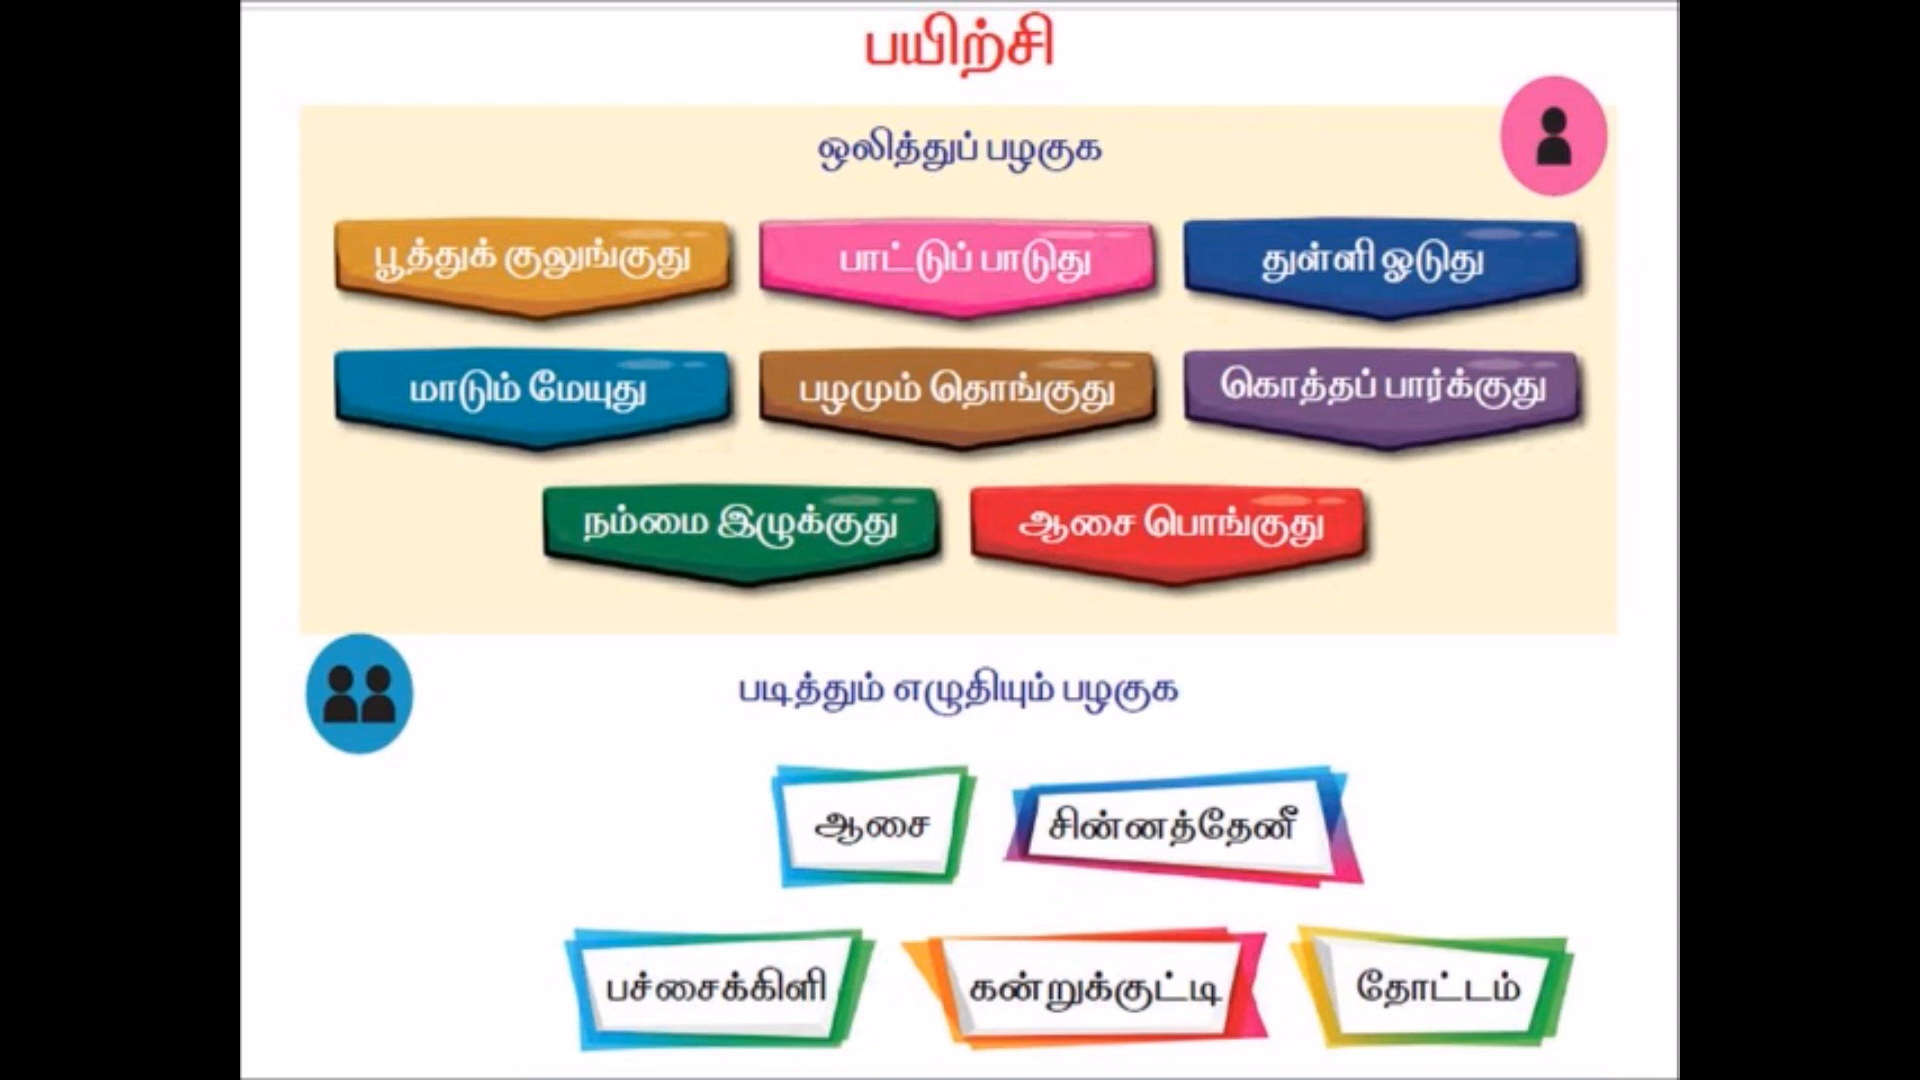 பயிற்சி
ஒலித்துப் பழகுக
பூத்துக் குலுங்குது
பாட்டுப் பாடுது
துள்ளி ஓடுது
மாடும் மேயுது
பழமும் தொங்குது
கொத்தப் பார்க்குது
நம்மை இழுக்குது
ஆசை பொங்குது
படித்தும் எழுதியும் பழகுக
ஆசை
சின்னத்தேனீ
பச்சைக்கிளி
கன்றுக்குட்டி
தோட்டம்